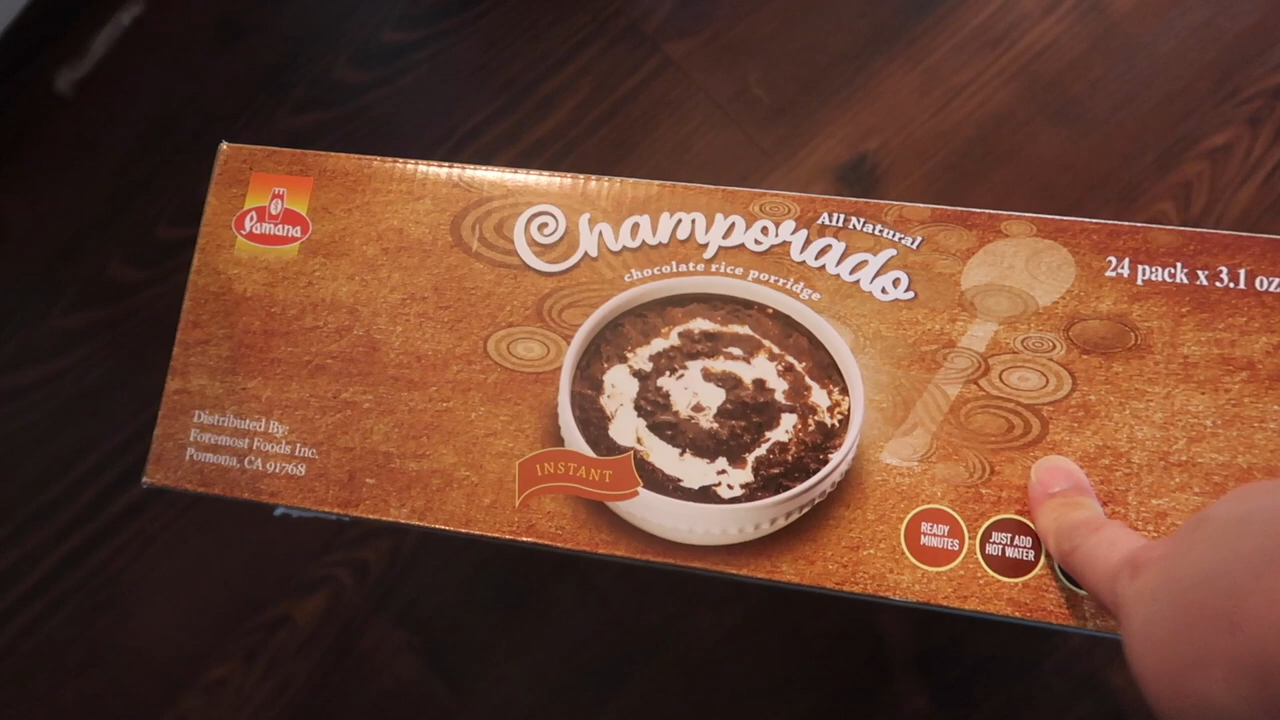 Pamana
Champorado
All Natural
chocolate rice porridge
24 pack x 3.1 oz
Distributed By:
Foremost Foods Inc.
Pomona, CA 91768
INSTANT
READY
MINUTES
JUST ADD
HOT WATER